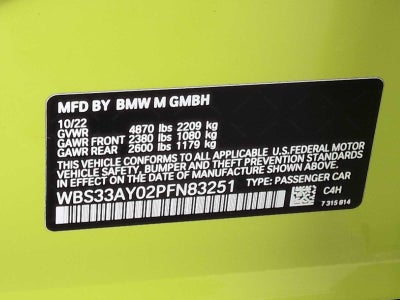 MFD BY BMW M GMBH
10/22
GVWR 4870 lbs 2209 kg
GAWR FRONT 2380 lbs 1080 kg
GAWR REAR 2600 lbs 1179 kg
THIS VEHICLE CONFORMS TO ALL APPLICABLE U.S. FEDERAL MOTOR
VEHICLE SAFETY, BUMPER, AND THEFT PREVENTION STANDARDS
IN EFFECT ON THE DATE OF MANUFACTURE SHOWN ABOVE.
WBS33AY02PFN83251 TYPE: PASSENGER CAR
C4H
7 315 814